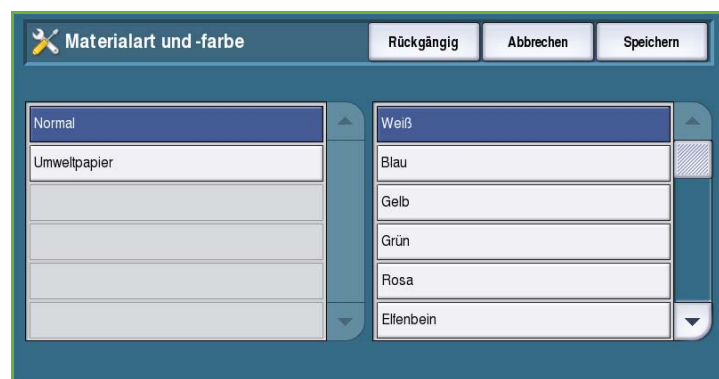 Materialart und -farbe
Rückgängig
Abbrechen
Speichern
Normal
Umweltpapier
Weiß
Blau
Gelb
Grün
Rosa
Elfenbein